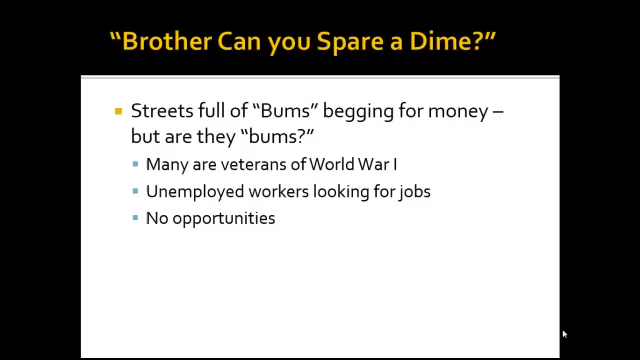 “Brother Can you Spare a Dime?”
Streets full of “Bums” begging for money –
but are they “bums?”
Many are veterans of World War I
Unemployed workers looking for jobs
No opportunities